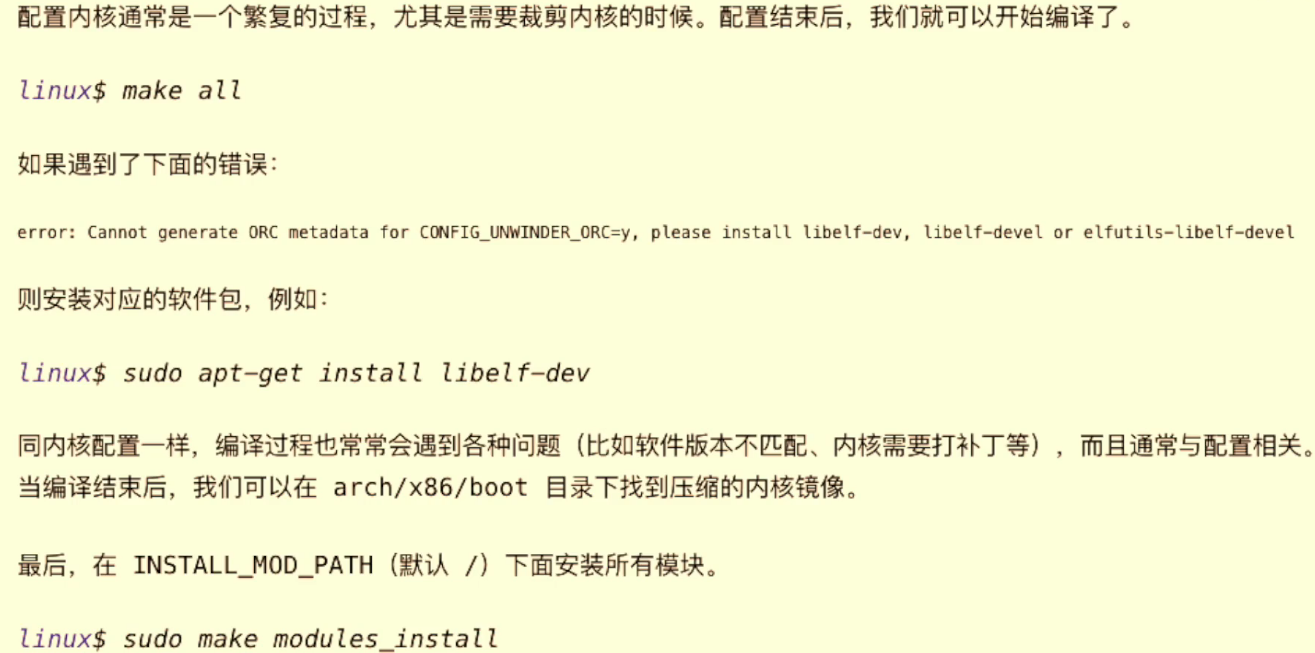 配置内核通常是一个繁复的过程，尤其是需要裁剪内核的时候。配置结束后，我们就可以开始编译了。
linux$ make all
如果遇到了下面的错误：
error: Cannot generate ORC metadata for CONFIG_UNWINDER_ORC=y, please install libelf-dev, libelf-devel or elfutils-libelf-devel
则安装对应的软件包，例如：
linux$ sudo apt-get install libelf-dev
同内核配置一样，编译过程也常常会遇到各种问题（比如软件版本不匹配、内核需要打补丁等），而且通常与配置相关。
当编译结束后，我们可以在 arch/x86/boot 目录下找到压缩的内核镜像。
最后，在 INSTALL_MOD_PATH（默认 /）下面安装所有模块。
linux$ sudo make modules_install